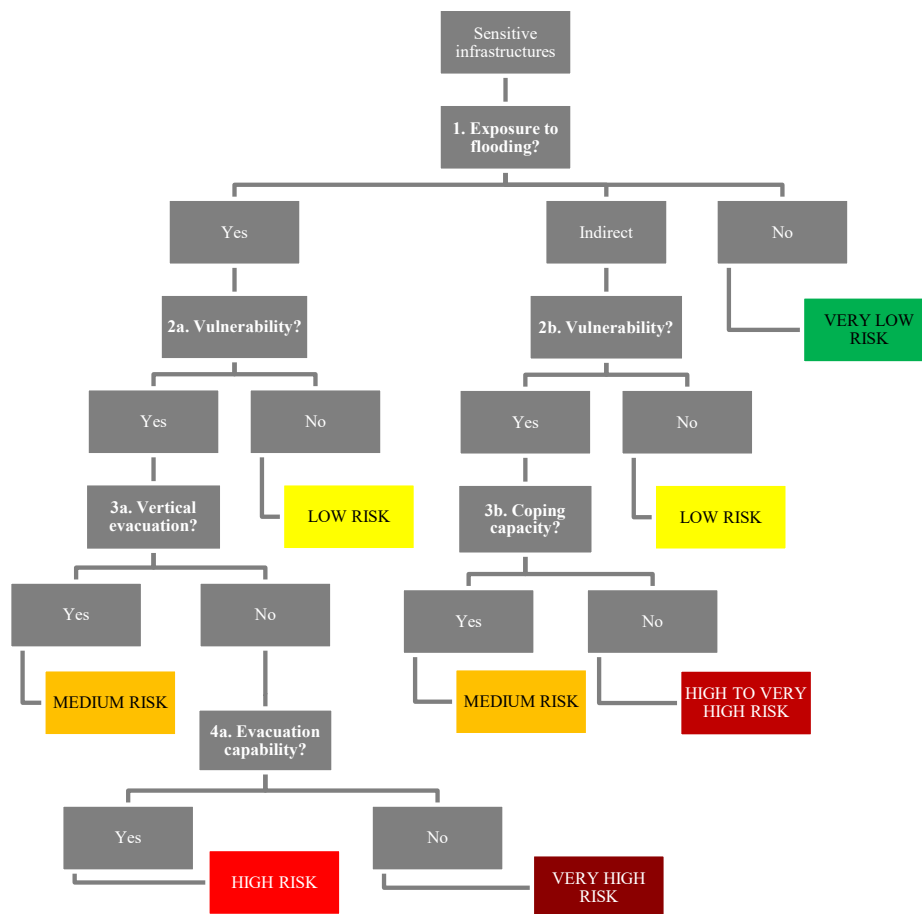 Sensitive
infrastructures
1. Exposure to
flooding?
Yes
Indirect
No
VERY LOW
RISK
2a. Vulnerability?
2b. Vulnerability?
Yes
No
Yes
No
3a. Vertical
evacuation?
LOW RISK
3b. Coping
capacity?
LOW RISK
Yes
No
Yes
No
MEDIUM RISK
MEDIUM RISK
HIGH TO VERY
HIGH RISK
4a. Evacuation
capability?
Yes
No
HIGH RISK
VERY HIGH
RISK